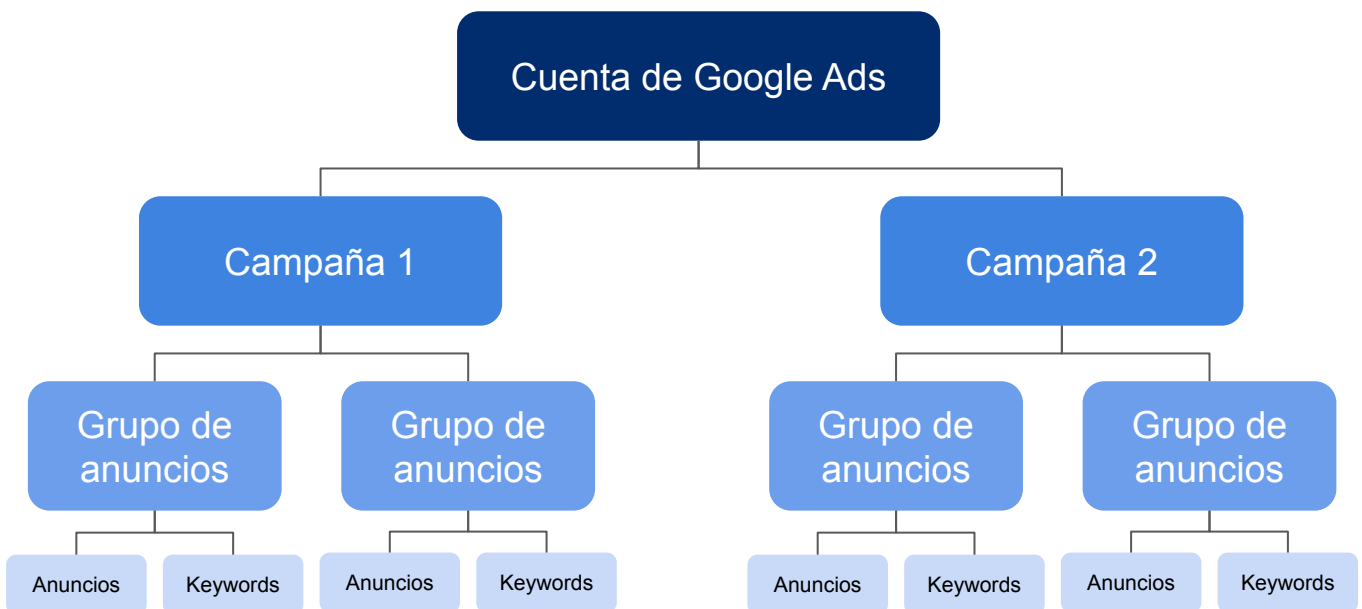 Cuenta de Google Ads
Campaña 1
Campaña 2
Grupo de
anuncios
Grupo de
anuncios
Grupo de
anuncios
Grupo de
anuncios
Anuncios
Keywords
Anuncios
Keywords
Anuncios
Keywords
Anuncios
Keywords